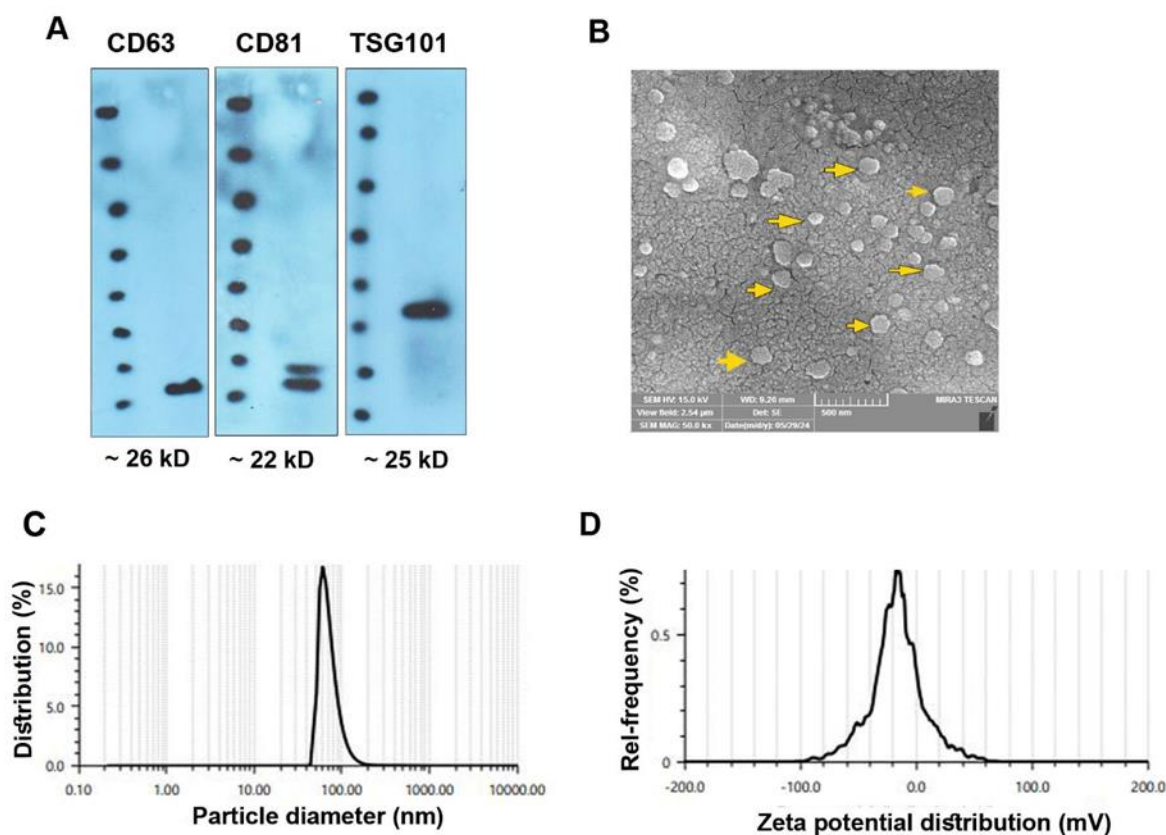 A
CD63 CD81 TSG101
~ 26 kD ~ 22 kD ~ 25 kD
B
SEM HV: 15.0 kV WD: 9.20 mm MIRA3 TESCAN
View field: 2.54 µm Det: SE 500 nm
SEM MAG: 50.0 kx Date(m/d/y): 05/29/24
C
Distribution (%)
15.0
10.0
5.0
0.0
0.10 1.00 10.00 100.00 1000.00 10000.00
Particle diameter (nm)
D
Rel-frequency (%)
0.5
0
-200.0 -100.0 0.0 100.0 200.0
Zeta potential distribution (mV)